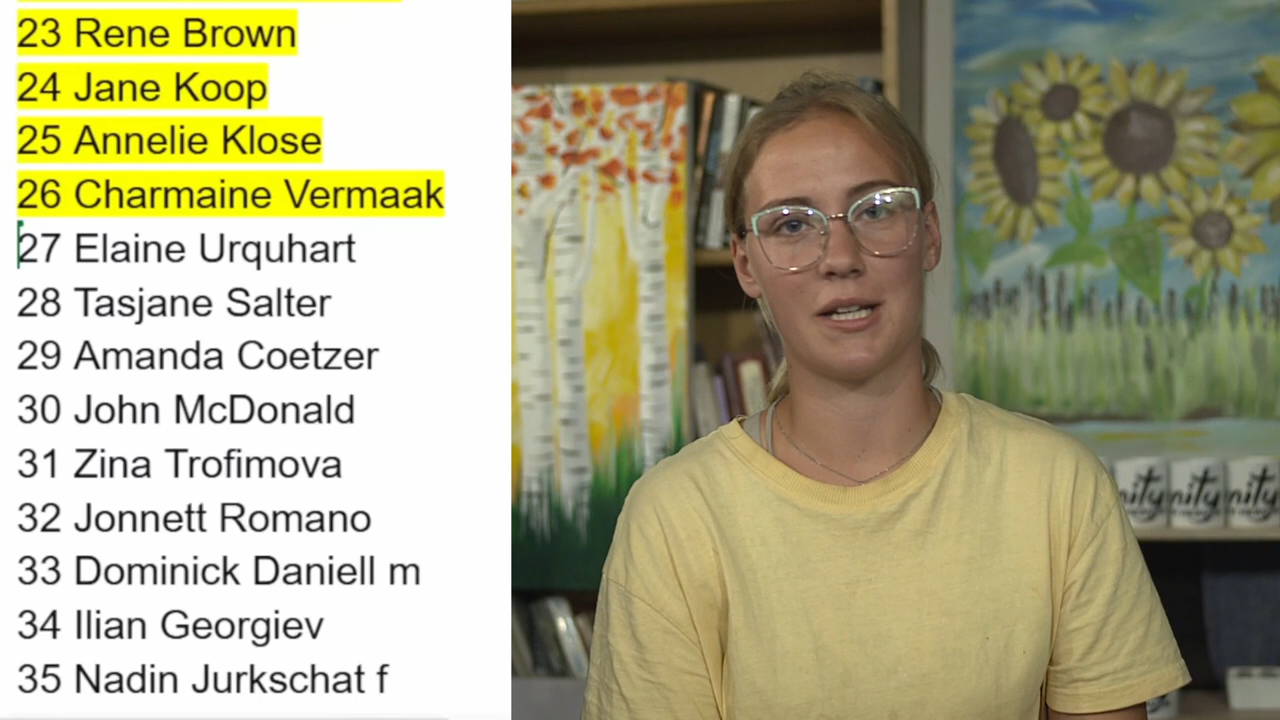 23 Rene Brown
24 Jane Koop
25 Annelie Klose
26 Charmaine Vermaak
27 Elaine Urquhart
28 Tasjane Salter
29 Amanda Coetzer
30 John McDonald
31 Zina Trofimova
32 Jonnett Romano
33 Dominick Daniell m
34 Ilian Georgiev
35 Nadin Jurkschat f